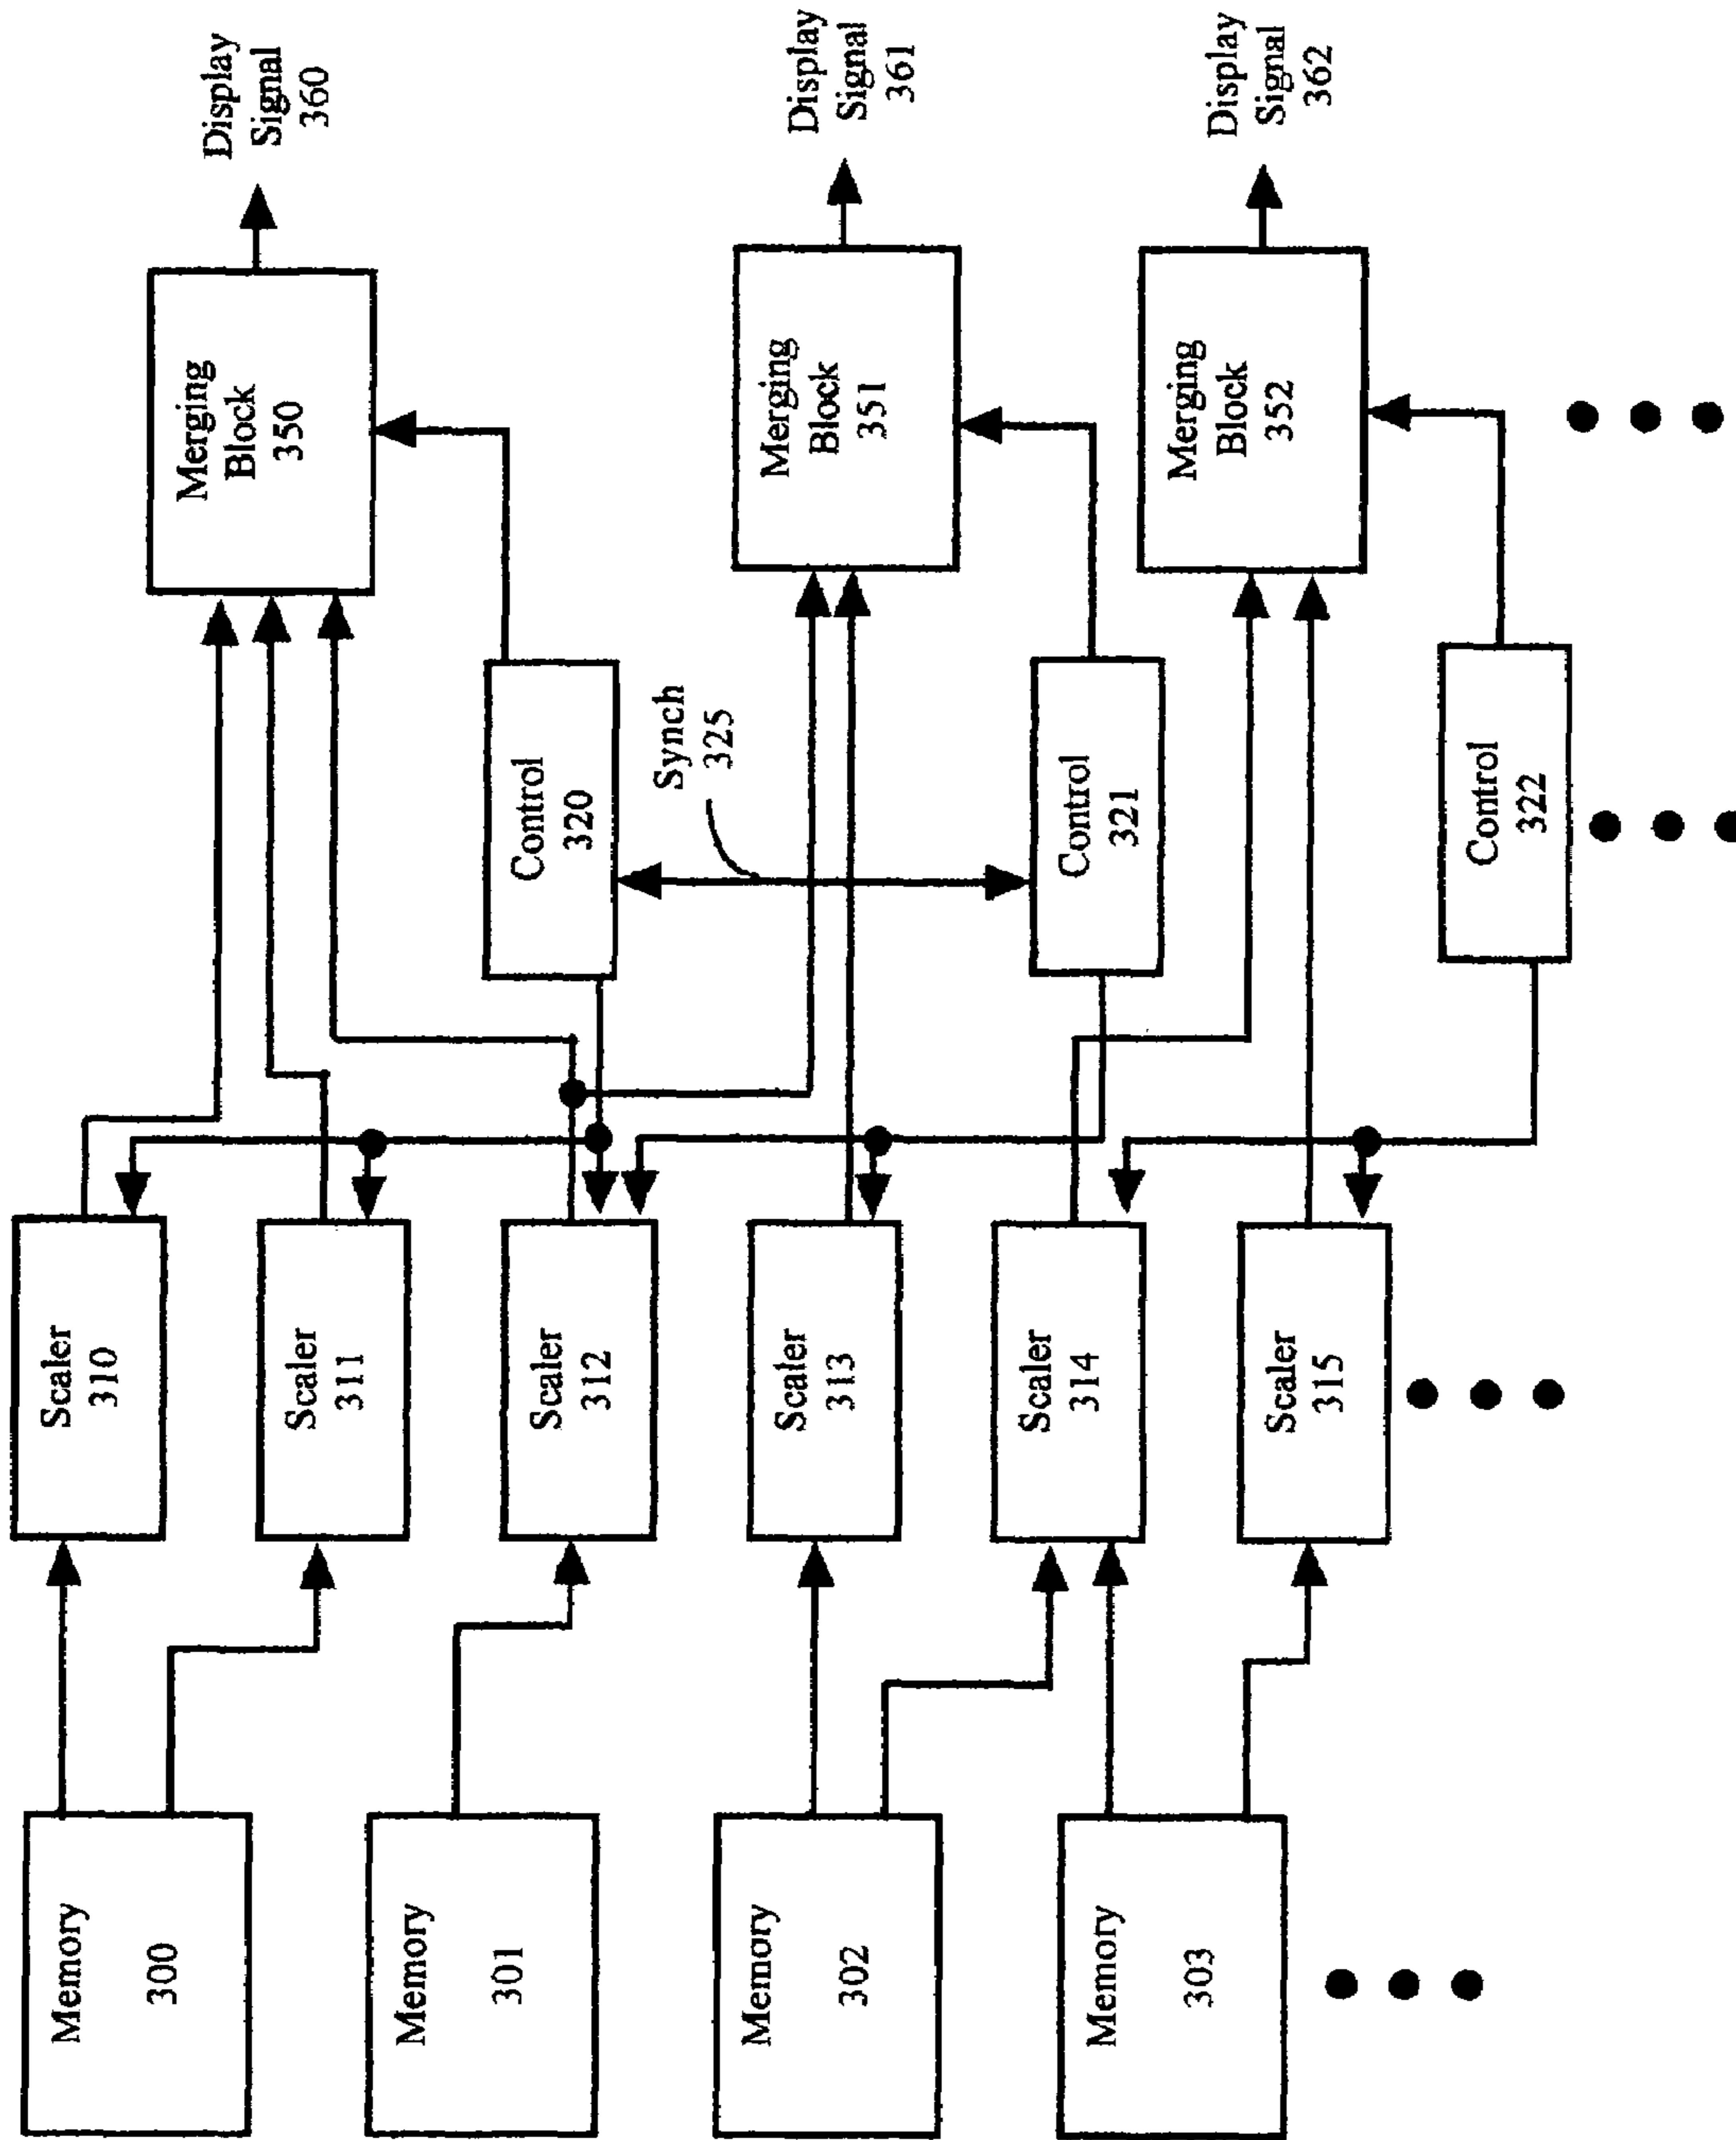 Memory
300
Memory
301
Memory
302
Memory
303
Scaler
310
Scaler
311
Scaler
312
Scaler
313
Scaler
314
Scaler
315
Control
320
Synch
325
Control
321
Control
322
Merging
Block
350
Merging
Block
351
Merging
Block
352
Display
Signal
360
Display
Signal
361
Display
Signal
362